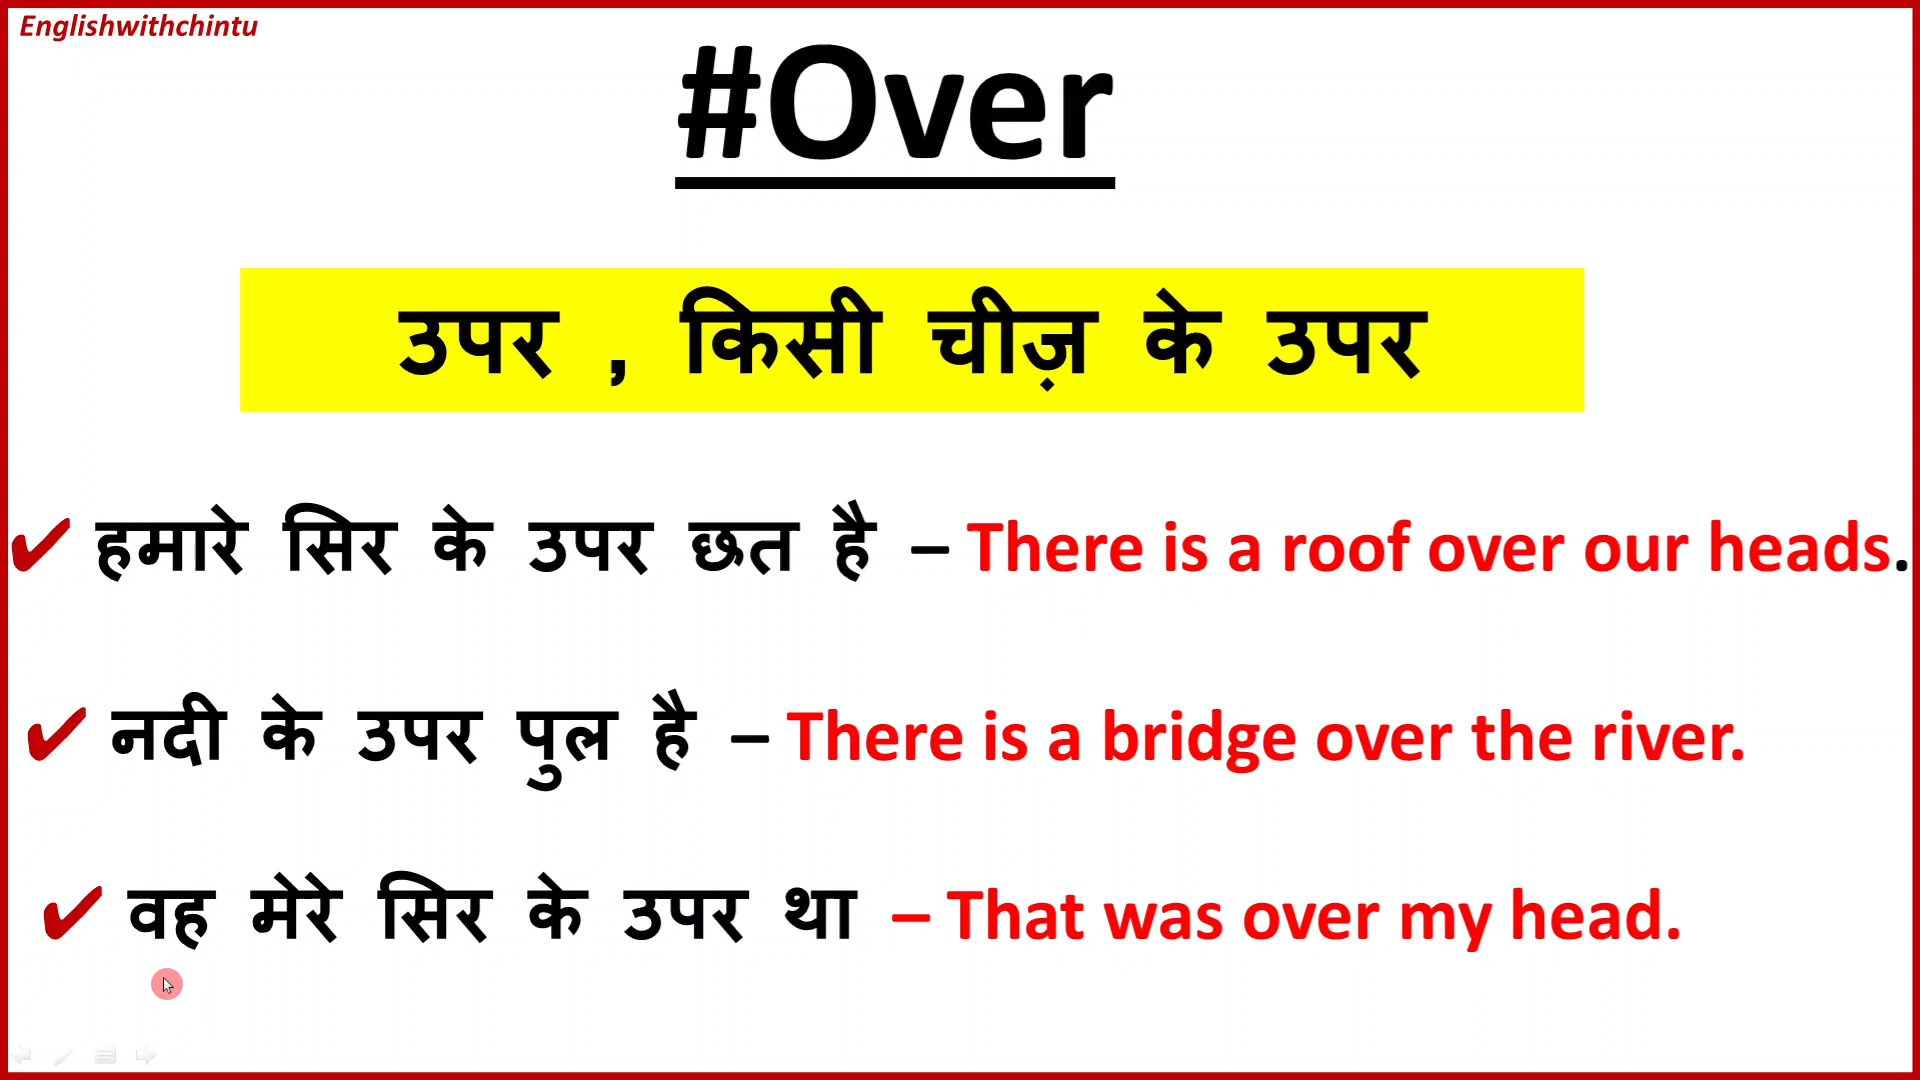 Englishwithchintu
#Over
उपर , किसी चीज़ के उपर
✔ हमारे सिर के उपर छत है – There is a roof over our heads.
✔ नदी के उपर पुल है – There is a bridge over the river.
✔ वह मेरे सिर के उपर था – That was over my head.